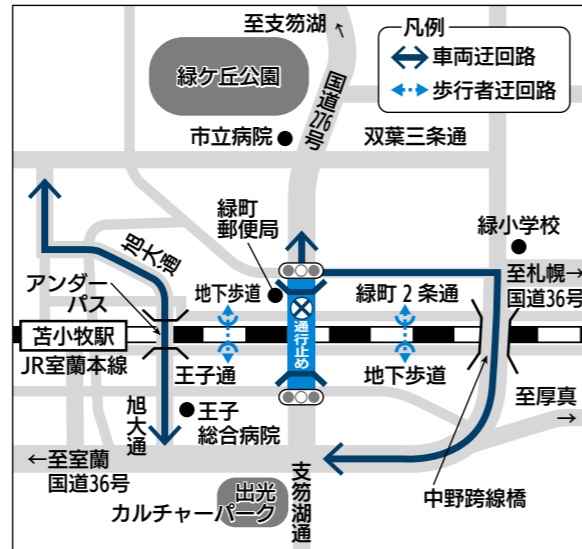 至支笏湖
凡例
車両迂回路
歩行者迂回路
緑ケ丘公園
国道276号
市立病院
双葉三条通
緑町
郵便局
緑小学校
旭大通
至札幌→
国道36号
アンダー
パス
地下歩道
緑町2条通
苫小牧駅
通行止め
JR室蘭本線
王子通
地下歩道
旭大通
王子
総合病院
至厚真
→
←至室蘭
国道36号
出光
カルチャーパーク
支笏湖通
中野跨線橋